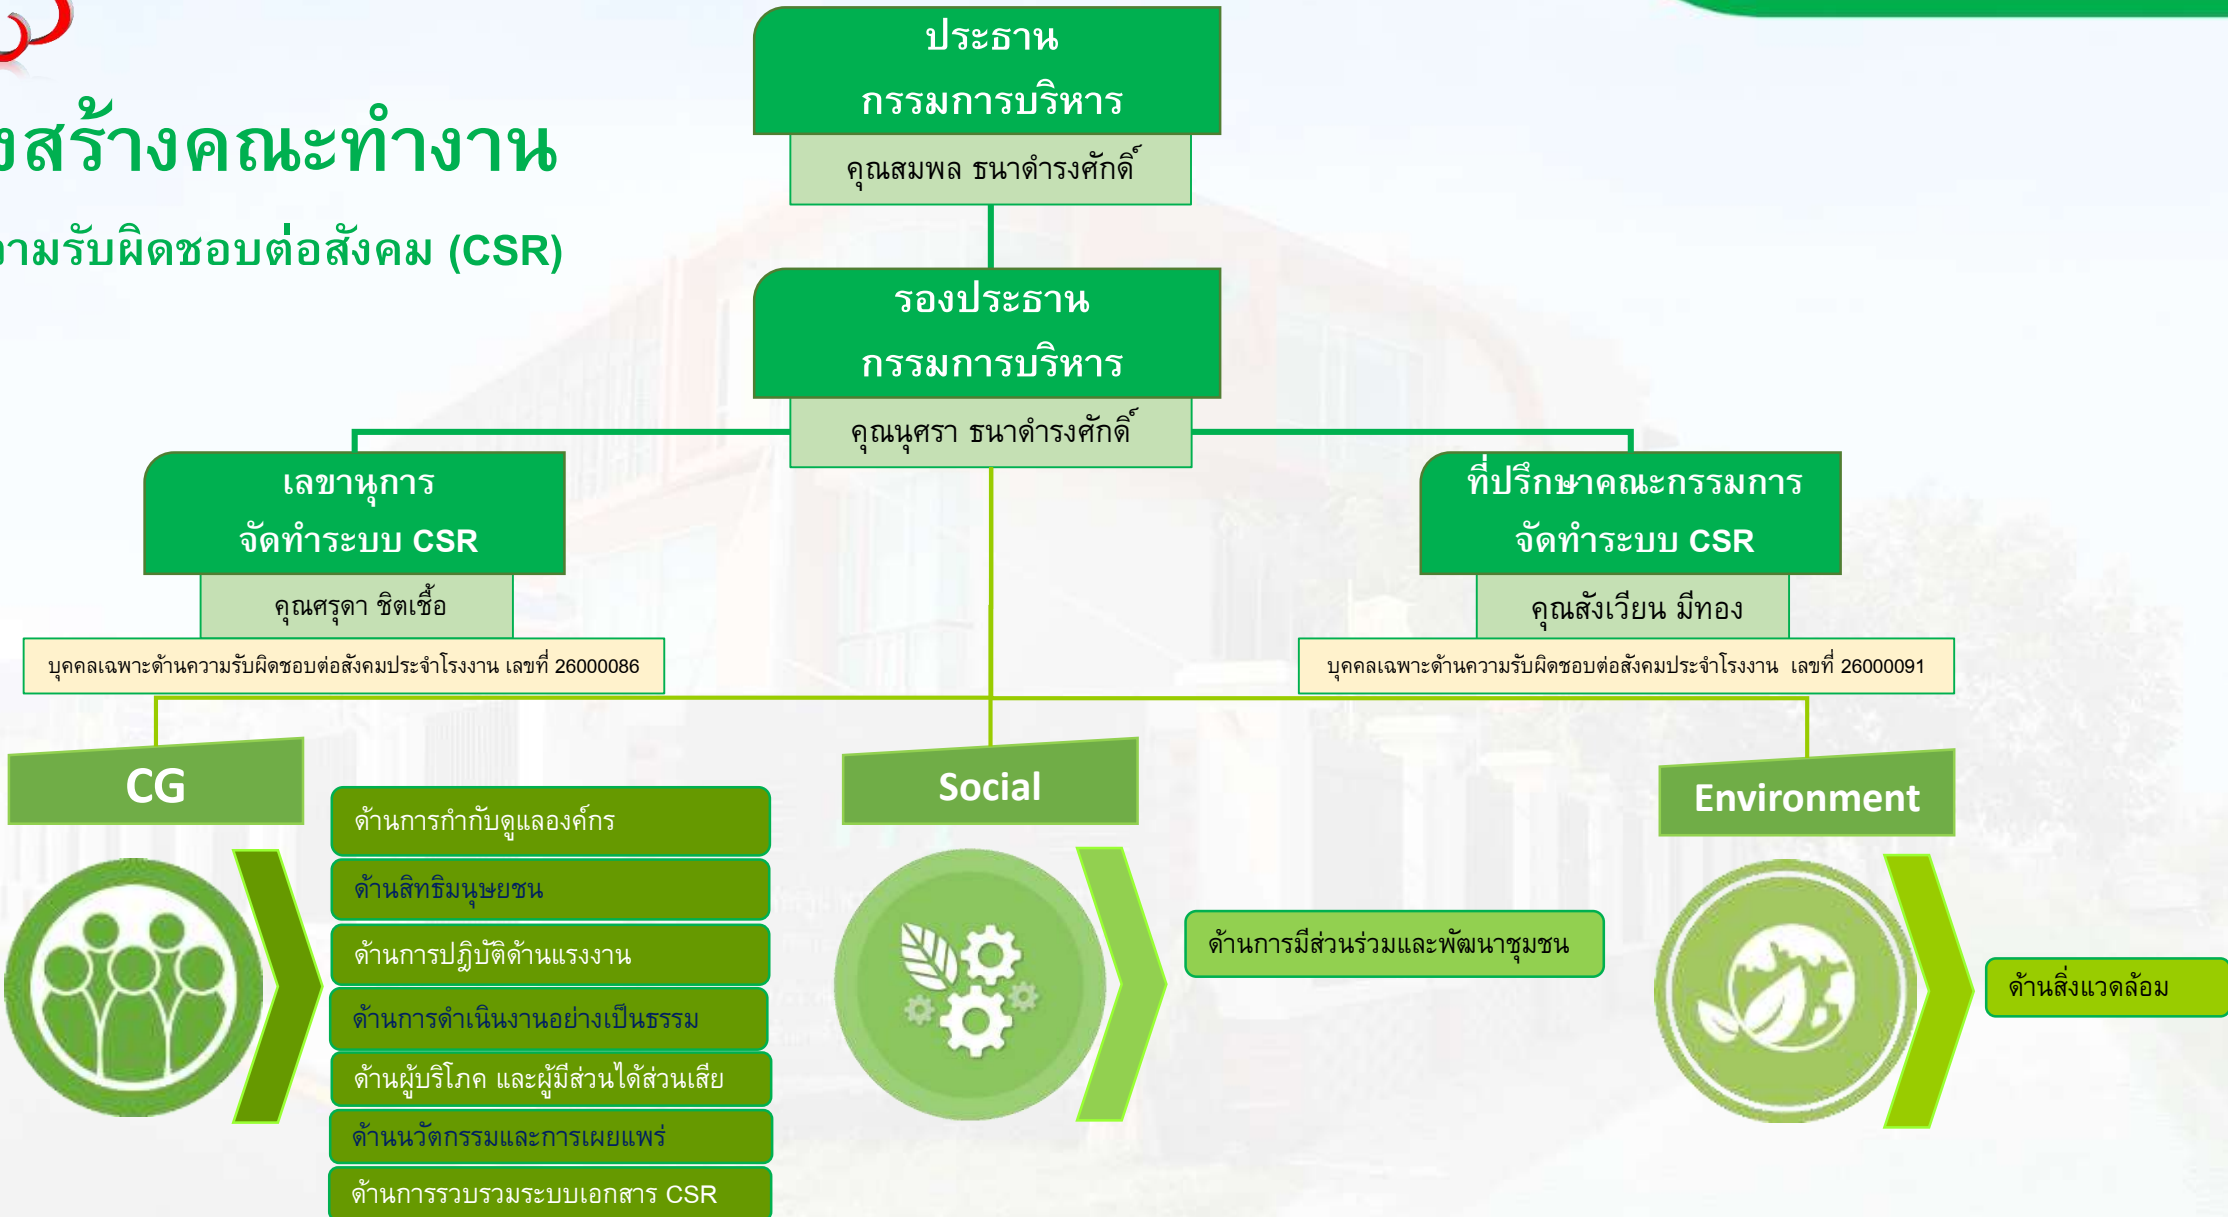 ประธาน
กรรมการบริหาร
คุณสมพล ธนาดำรงศักดิ์
งสร้างคณะทำงาน
วามรับผิดชอบต่อสังคม (CSR)
รองประธาน
กรรมการบริหาร
คุณนุศรา ธนาดำรงศักดิ์
เลขานุการ
จัดทำระบบ CSR
คุณศรุดา ชิตเชื้อ
บุคคลเฉพาะด้านความรับผิดชอบต่อสังคมประจำโรงงาน เลขที่ 26000086
ที่ปรึกษาคณะกรรมการ
จัดทำระบบ CSR
คุณสังเวียน มีทอง
บุคคลเฉพาะด้านความรับผิดชอบต่อสังคมประจำโรงงาน เลขที่ 26000091
CG
ด้านการกำกับดูแลองค์กร
ด้านสิทธิมนุษยชน
ด้านการปฎิบัติด้านแรงงาน
ด้านการดำเนินงานอย่างเป็นธรรม
ด้านผู้บริโภค และผู้มีส่วนได้ส่วนเสีย
ด้านนวัตกรรมและการเผยแพร่
ด้านการรวบรวมระบบเอกสาร CSR
Social
ด้านการมีส่วนร่วมและพัฒนาชุมชน
Environment
ด้านสิ่งแวดล้อม